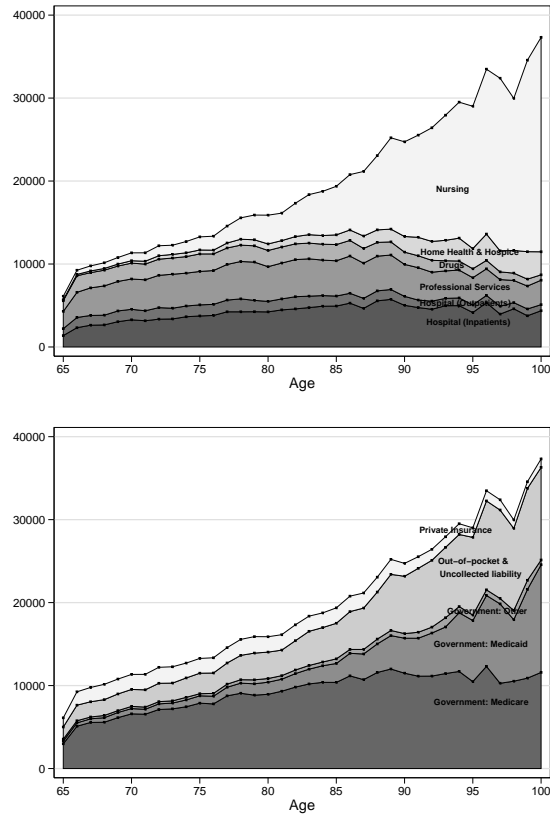 40000
30000
Nursing
20000
Home Health & Hospice
10000
Drugs
Professional Services
Hospital (Outpatients)
Hospital (Inpatients)
0
65 70 75 80 85 90 95 100
Age
40000
30000
Private Insurance
Out-of-pocket &
Uncollected liability
20000
Government: Other
Government: Medicaid
10000
Government: Medicare
0
65 70 75 80 85 90 95 100
Age